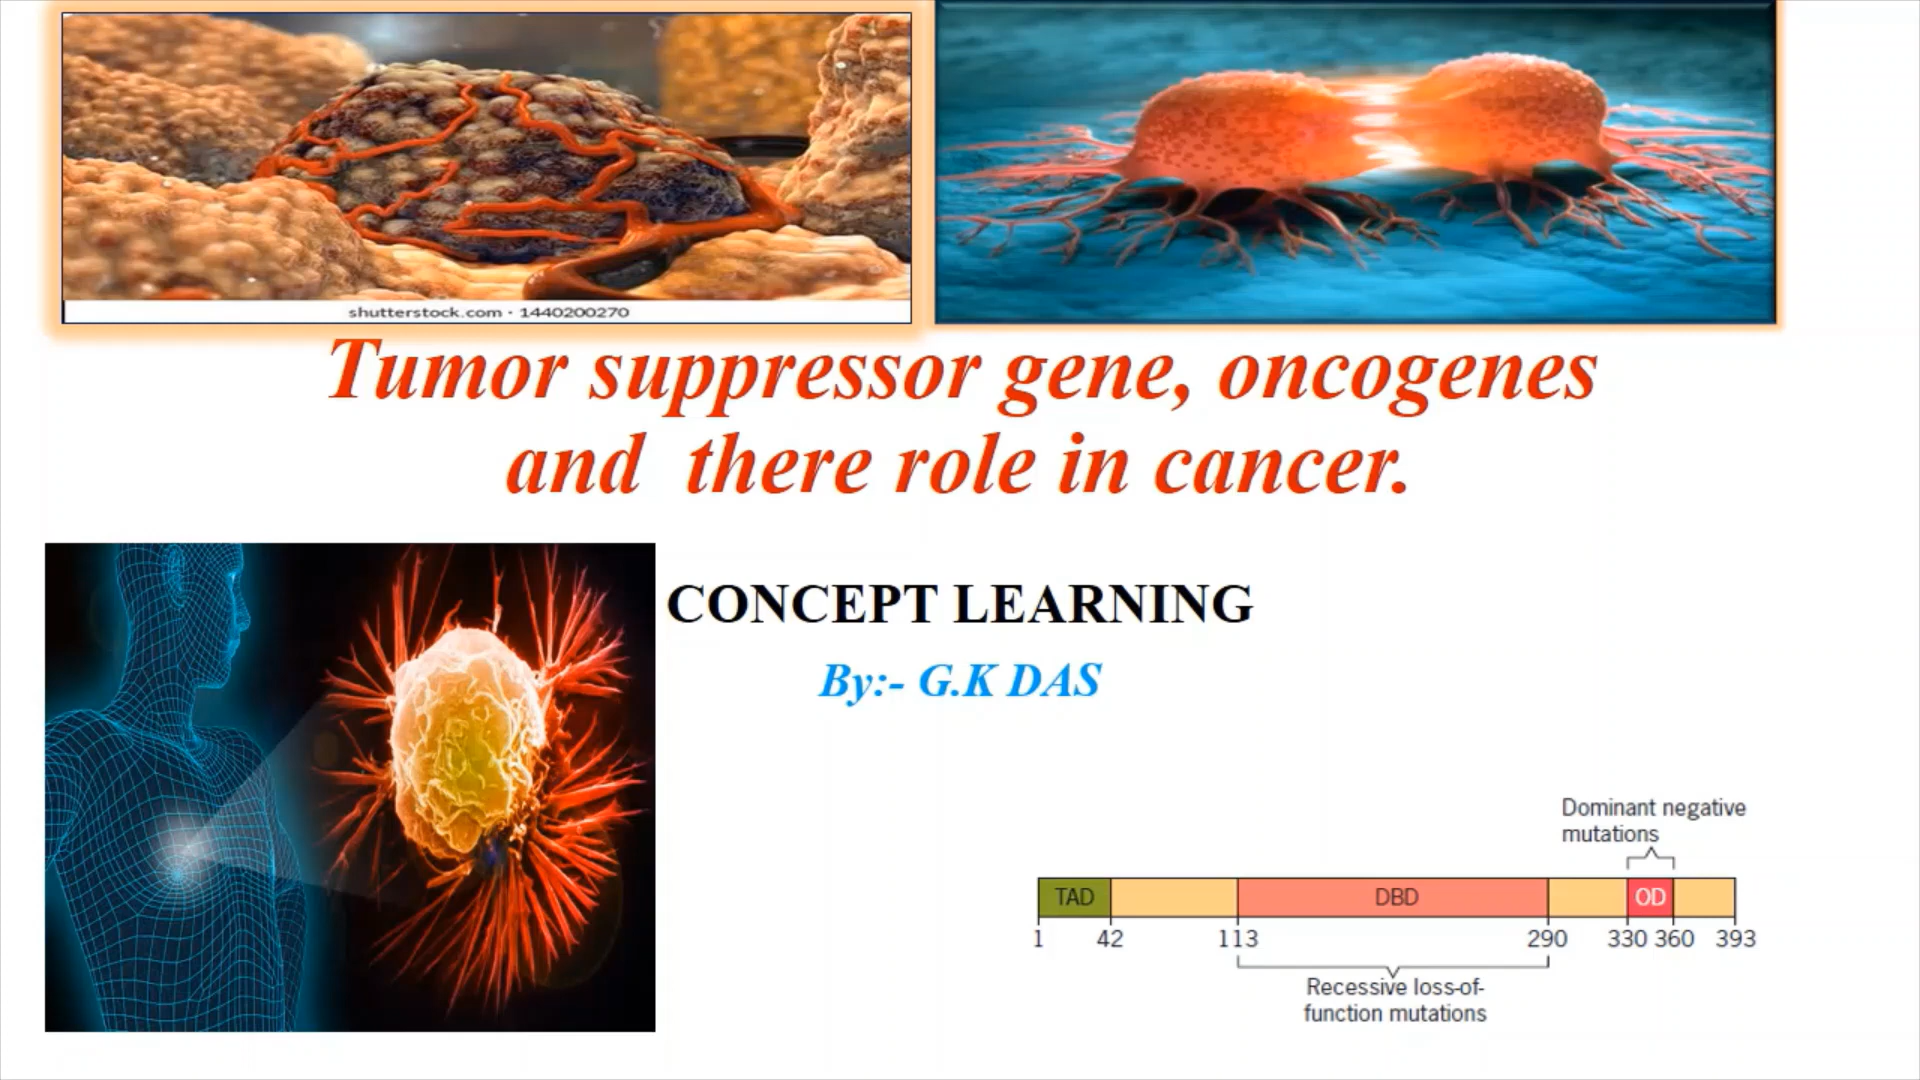 shutterstock.com · 1440200270
Tumor suppressor gene, oncogenes
and there role in cancer.
CONCEPT LEARNING
By:- G.K DAS
Dominant negative
mutations
TAD DBD OD
1 42 113 290 330 360 393
Recessive loss-of-
function mutations